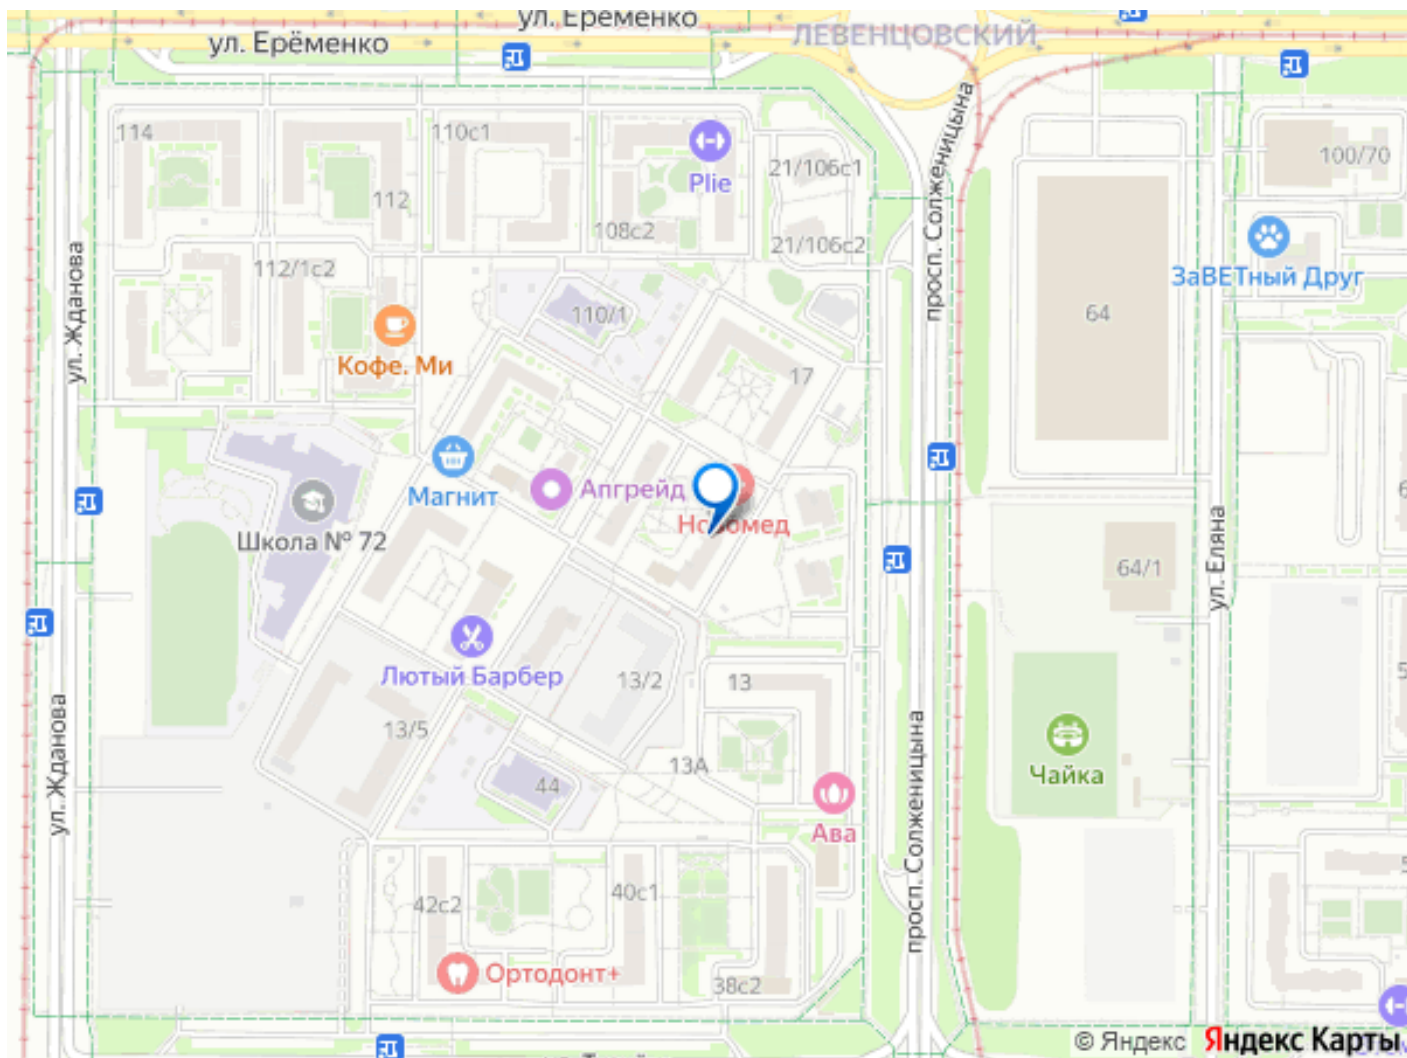 ул. Ерёменко
ул. Ерёменко
ЛЕВЕНЦОВСКИЙ
114
110с1
Plie
21/106с1
100/70
112
108с2
21/106с2
просп. Солженицына
ул. Жданова
112/1с2
ЗаВЕТный Друг
110/1
64
Кофе. Ми
17
Магнит
Апгрейд
Новомед
Школа № 72
64/1
ул. Еляна
Лютый Барбер
13/2
13
13/5
13А
44
Чайка
ул. Жданова
Ава
просп. Солженицына
42с2
40с1
Ортодонт+
38с2
© Яндекс Яндекс Карты